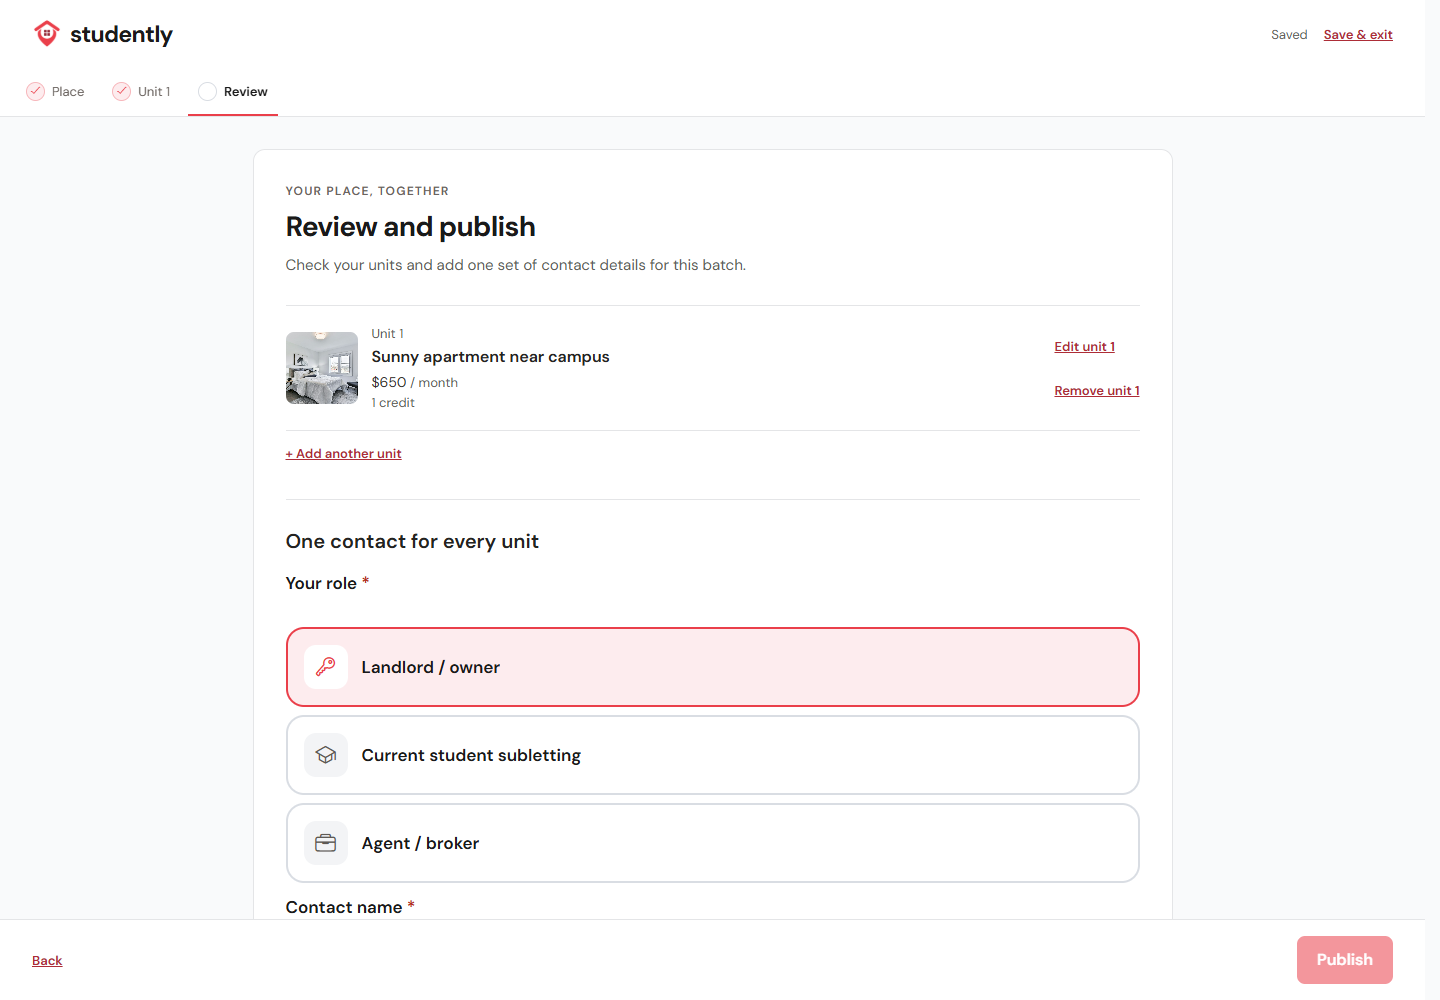 studently
Saved
Save & exit
Place
Unit 1
Review
YOUR PLACE, TOGETHER
Review and publish
Check your units and add one set of contact details for this batch.
Unit 1
Sunny apartment near campus
$650 / month
1 credit
Edit unit 1
Remove unit 1
+ Add another unit
One contact for every unit
Your role *
Landlord / owner
Current student subletting
Agent / broker
Contact name *
Back
Publish